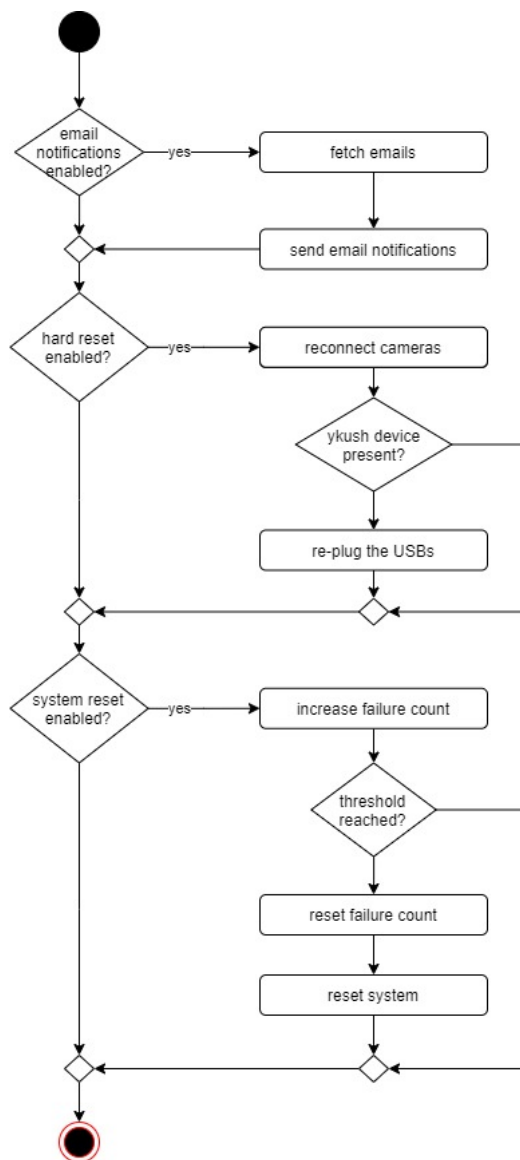 email
notifications
enabled?
yes
fetch emails
send email notifications
hard reset
enabled?
yes
reconnect cameras
ykush device
present?
re-plug the USBs
system reset
enabled?
yes
increase failure count
threshold
reached?
reset failure count
reset system